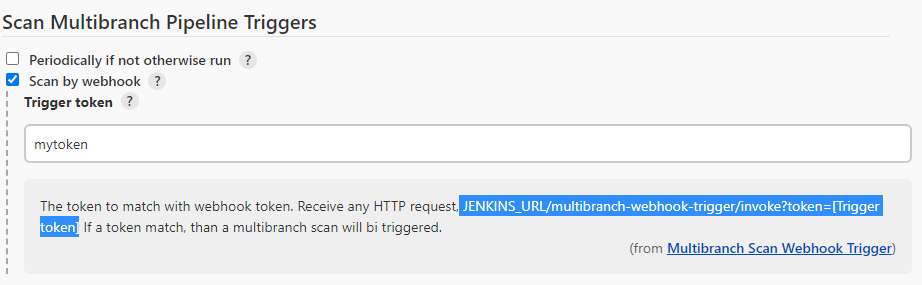 Scan Multibranch Pipeline Triggers
Periodically if not otherwise run ?
Scan by webhook ?
Trigger token ?
mytoken
The token to match with webhook token. Receive any HTTP request, JENKINS_URL/multibranch-webhook-trigger/invoke?token=[Trigger
token] If a token match, than a multibranch scan will bi triggered.
(from Multibranch Scan Webhook Trigger)